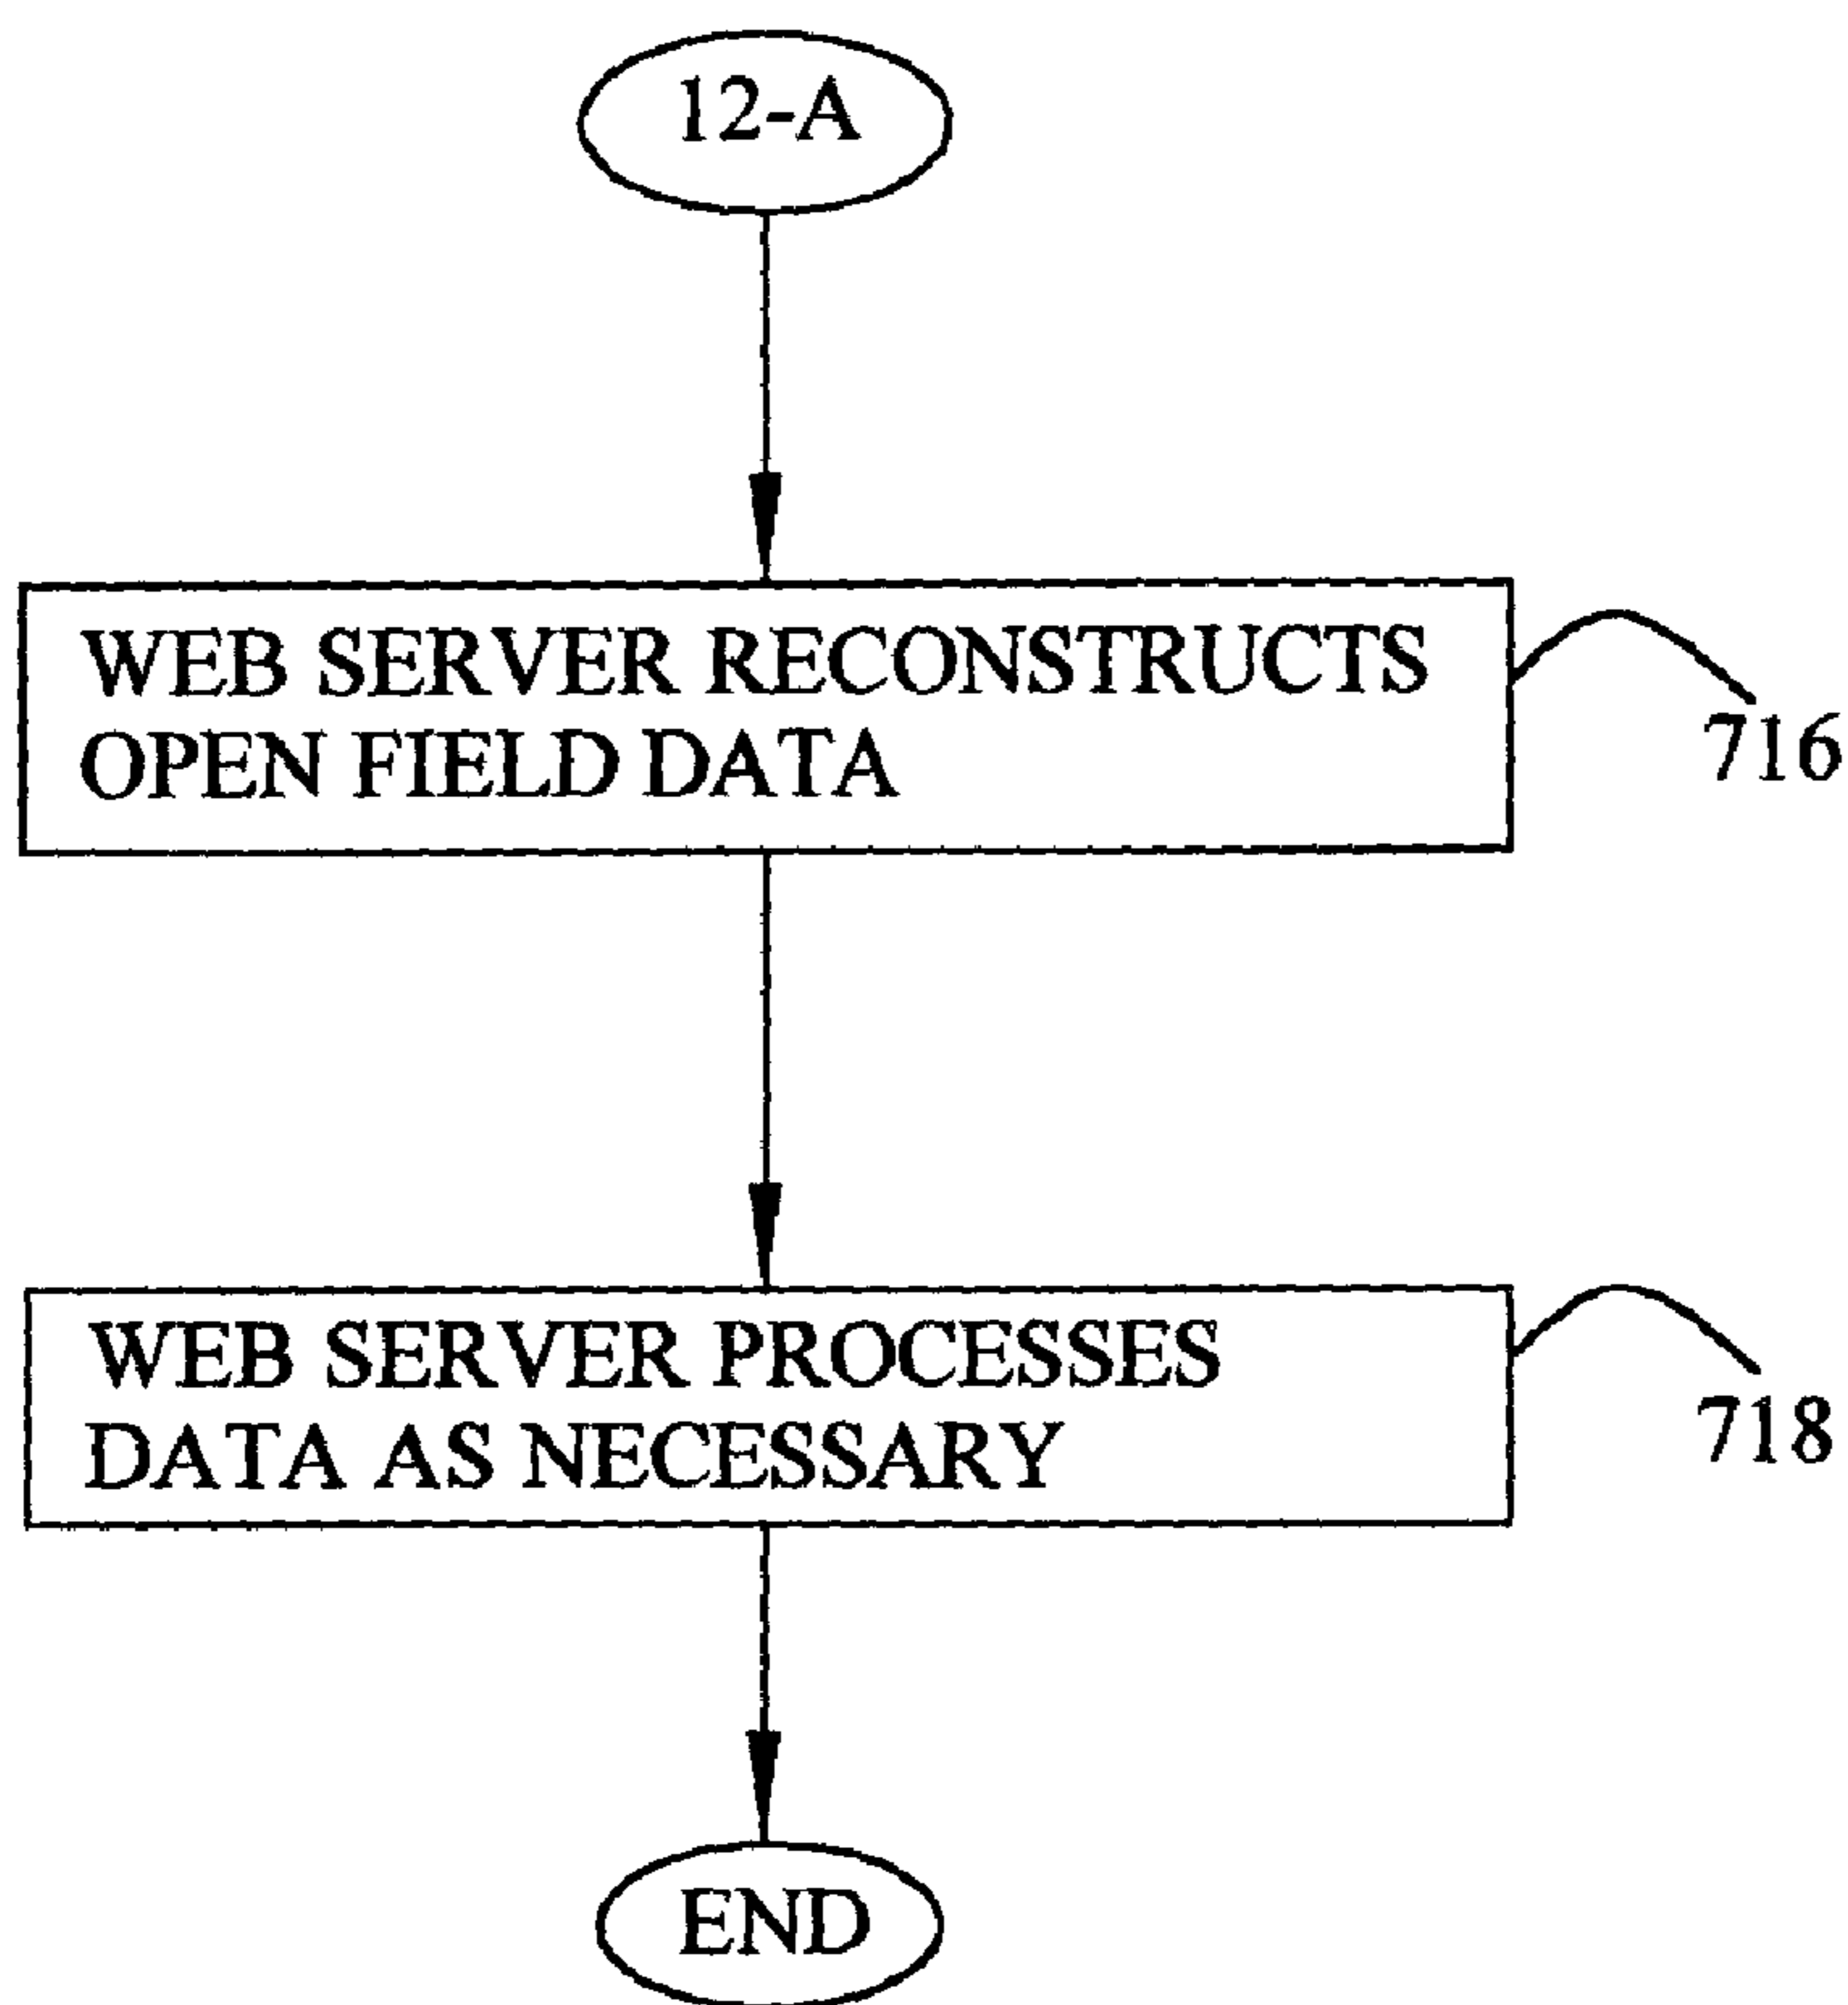 12-A
WEB SERVER RECONSTRUCTS
OPEN FIELD DATA
716
WEB SERVER PROCESSES
DATA AS NECESSARY
718
END